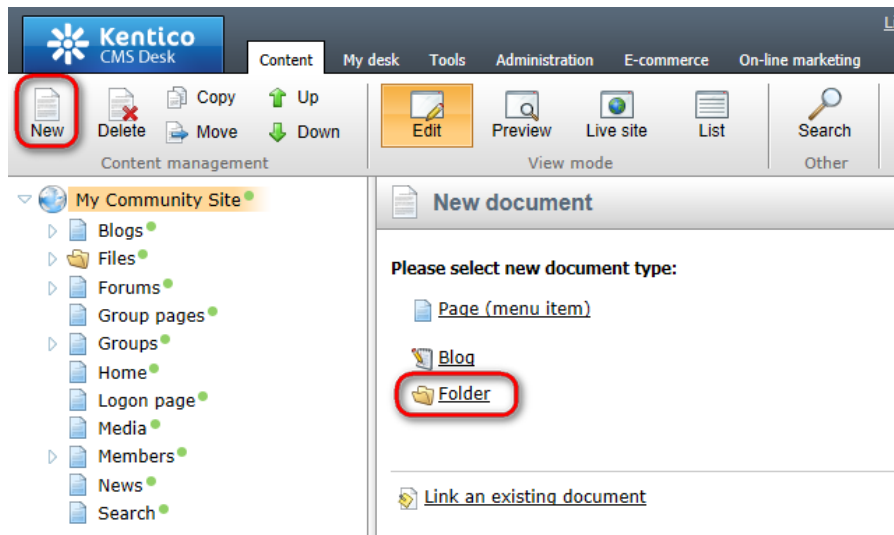 Kentico
CMS Desk
Content My desk Tools Administration E-commerce On-line marketing
New Delete Copy Move Up Down Edit Preview Live site List Search
Content management View mode Other
My Community Site
Blogs
Files
Forums
Group pages
Groups
Home
Logon page
Media
Members
News
Search
New document
Please select new document type:
Page (menu item)
Blog
Folder
Link an existing document